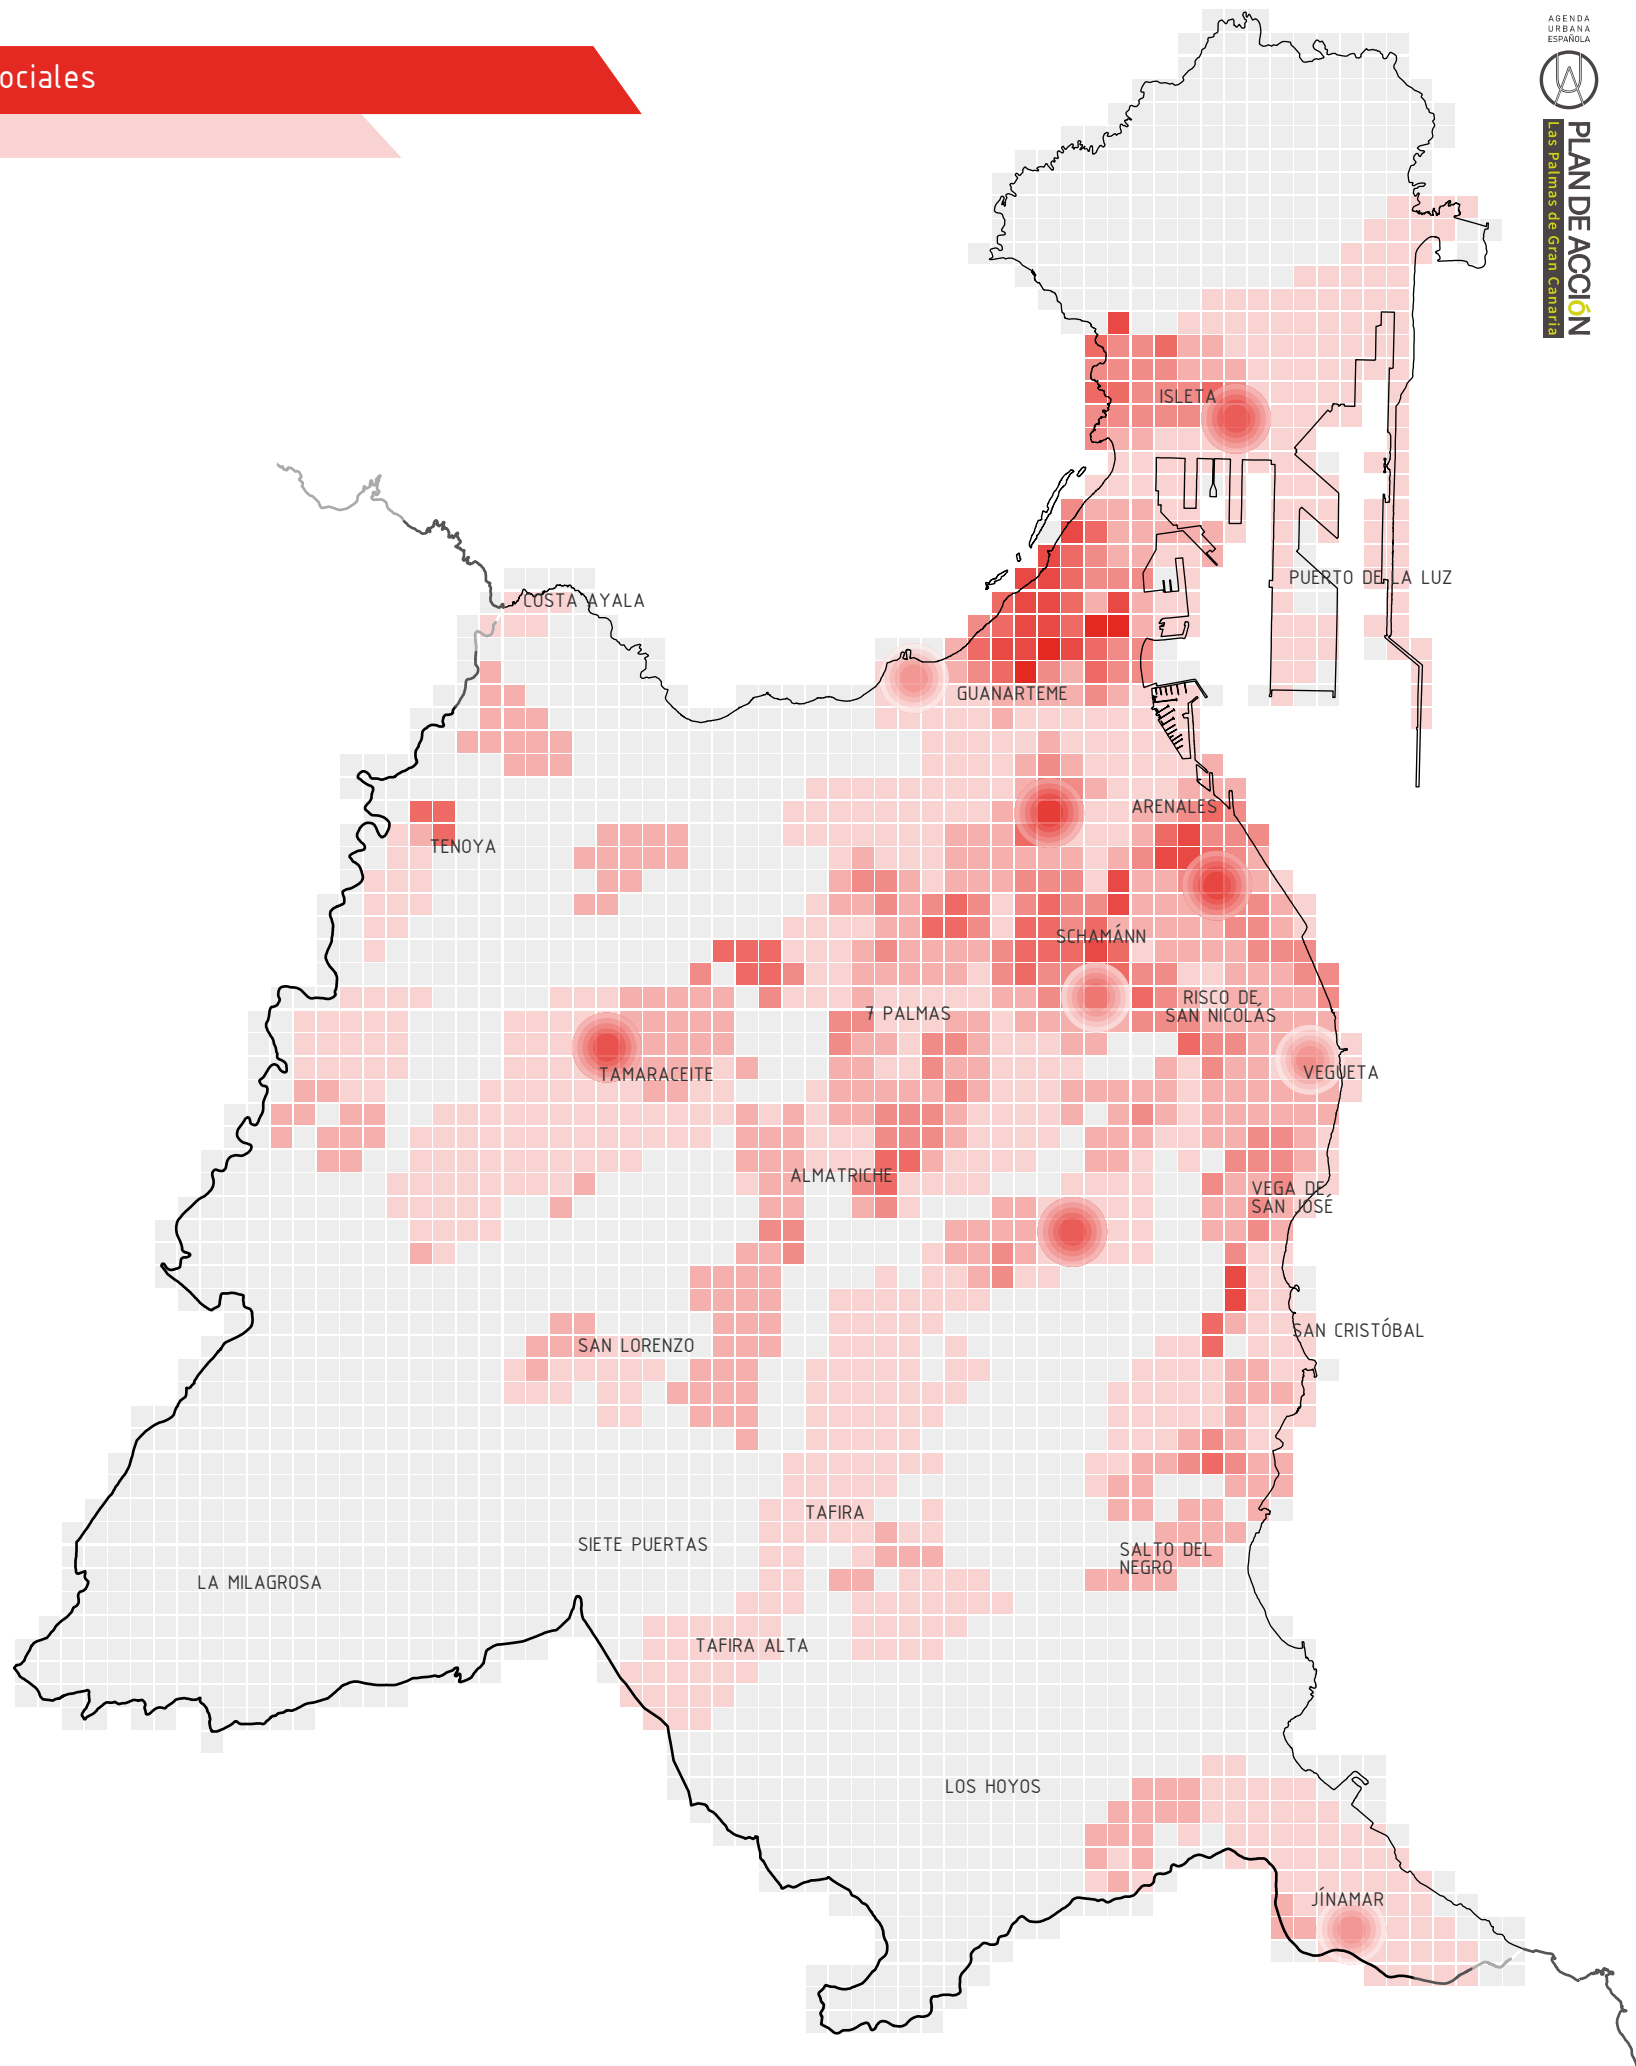 ociales
AGENDA
URBANA
ESPAÑOLA
PLAN DE ACCIÓN
Las Palmas de Gran Canaria
ISLETA
PUERTO DE LA LUZ
COSTA AYALA
GUANARTEME
ARENALES
TENOYA
SCHAMÁNN
RISCO DE
SAN NICOLÁS
7 PALMAS
TAMARACEITE
VEGUETA
ALMATRICHE
VEGA DE
SAN JOSÉ
SAN CRISTÓBAL
SAN LORENZO
TAFIRA
SIETE PUERTAS
SALTO DEL
NEGRO
LA MILAGROSA
TAFIRA ALTA
LOS HOYOS
JÍNAMAR